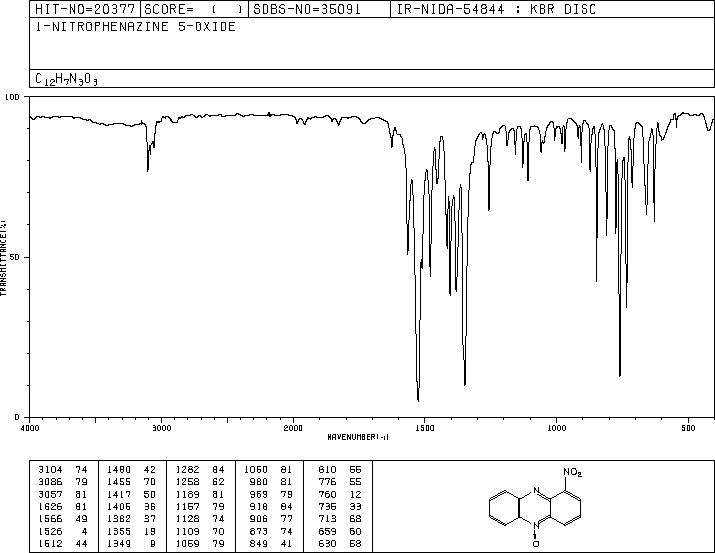 HIT-NO=20377 SCORE= ( ) SDBS-NO=35091 IR-NIDA-54844 : KBR DISC
1-NITROPHENAZINE 5-OXIDE
C12H7N3O3
100
TRANSMITTANCE(%)
0
4000 3000 2000 1500 1000 500
WAVENUMBER(-1)
3104 74 1480 42 1282 84 1060 81 810 55
3086 79 1455 70 1258 62 980 81 776 55
3057 81 1417 50 1189 81 969 79 760 12
1626 81 1406 36 1157 79 918 84 735 33
1566 49 1382 37 1128 74 906 77 713 68
1526 4 1355 19 1109 70 873 74 659 60
1512 44 1349 9 1059 79 849 41 630 58
NO2
N
N
O